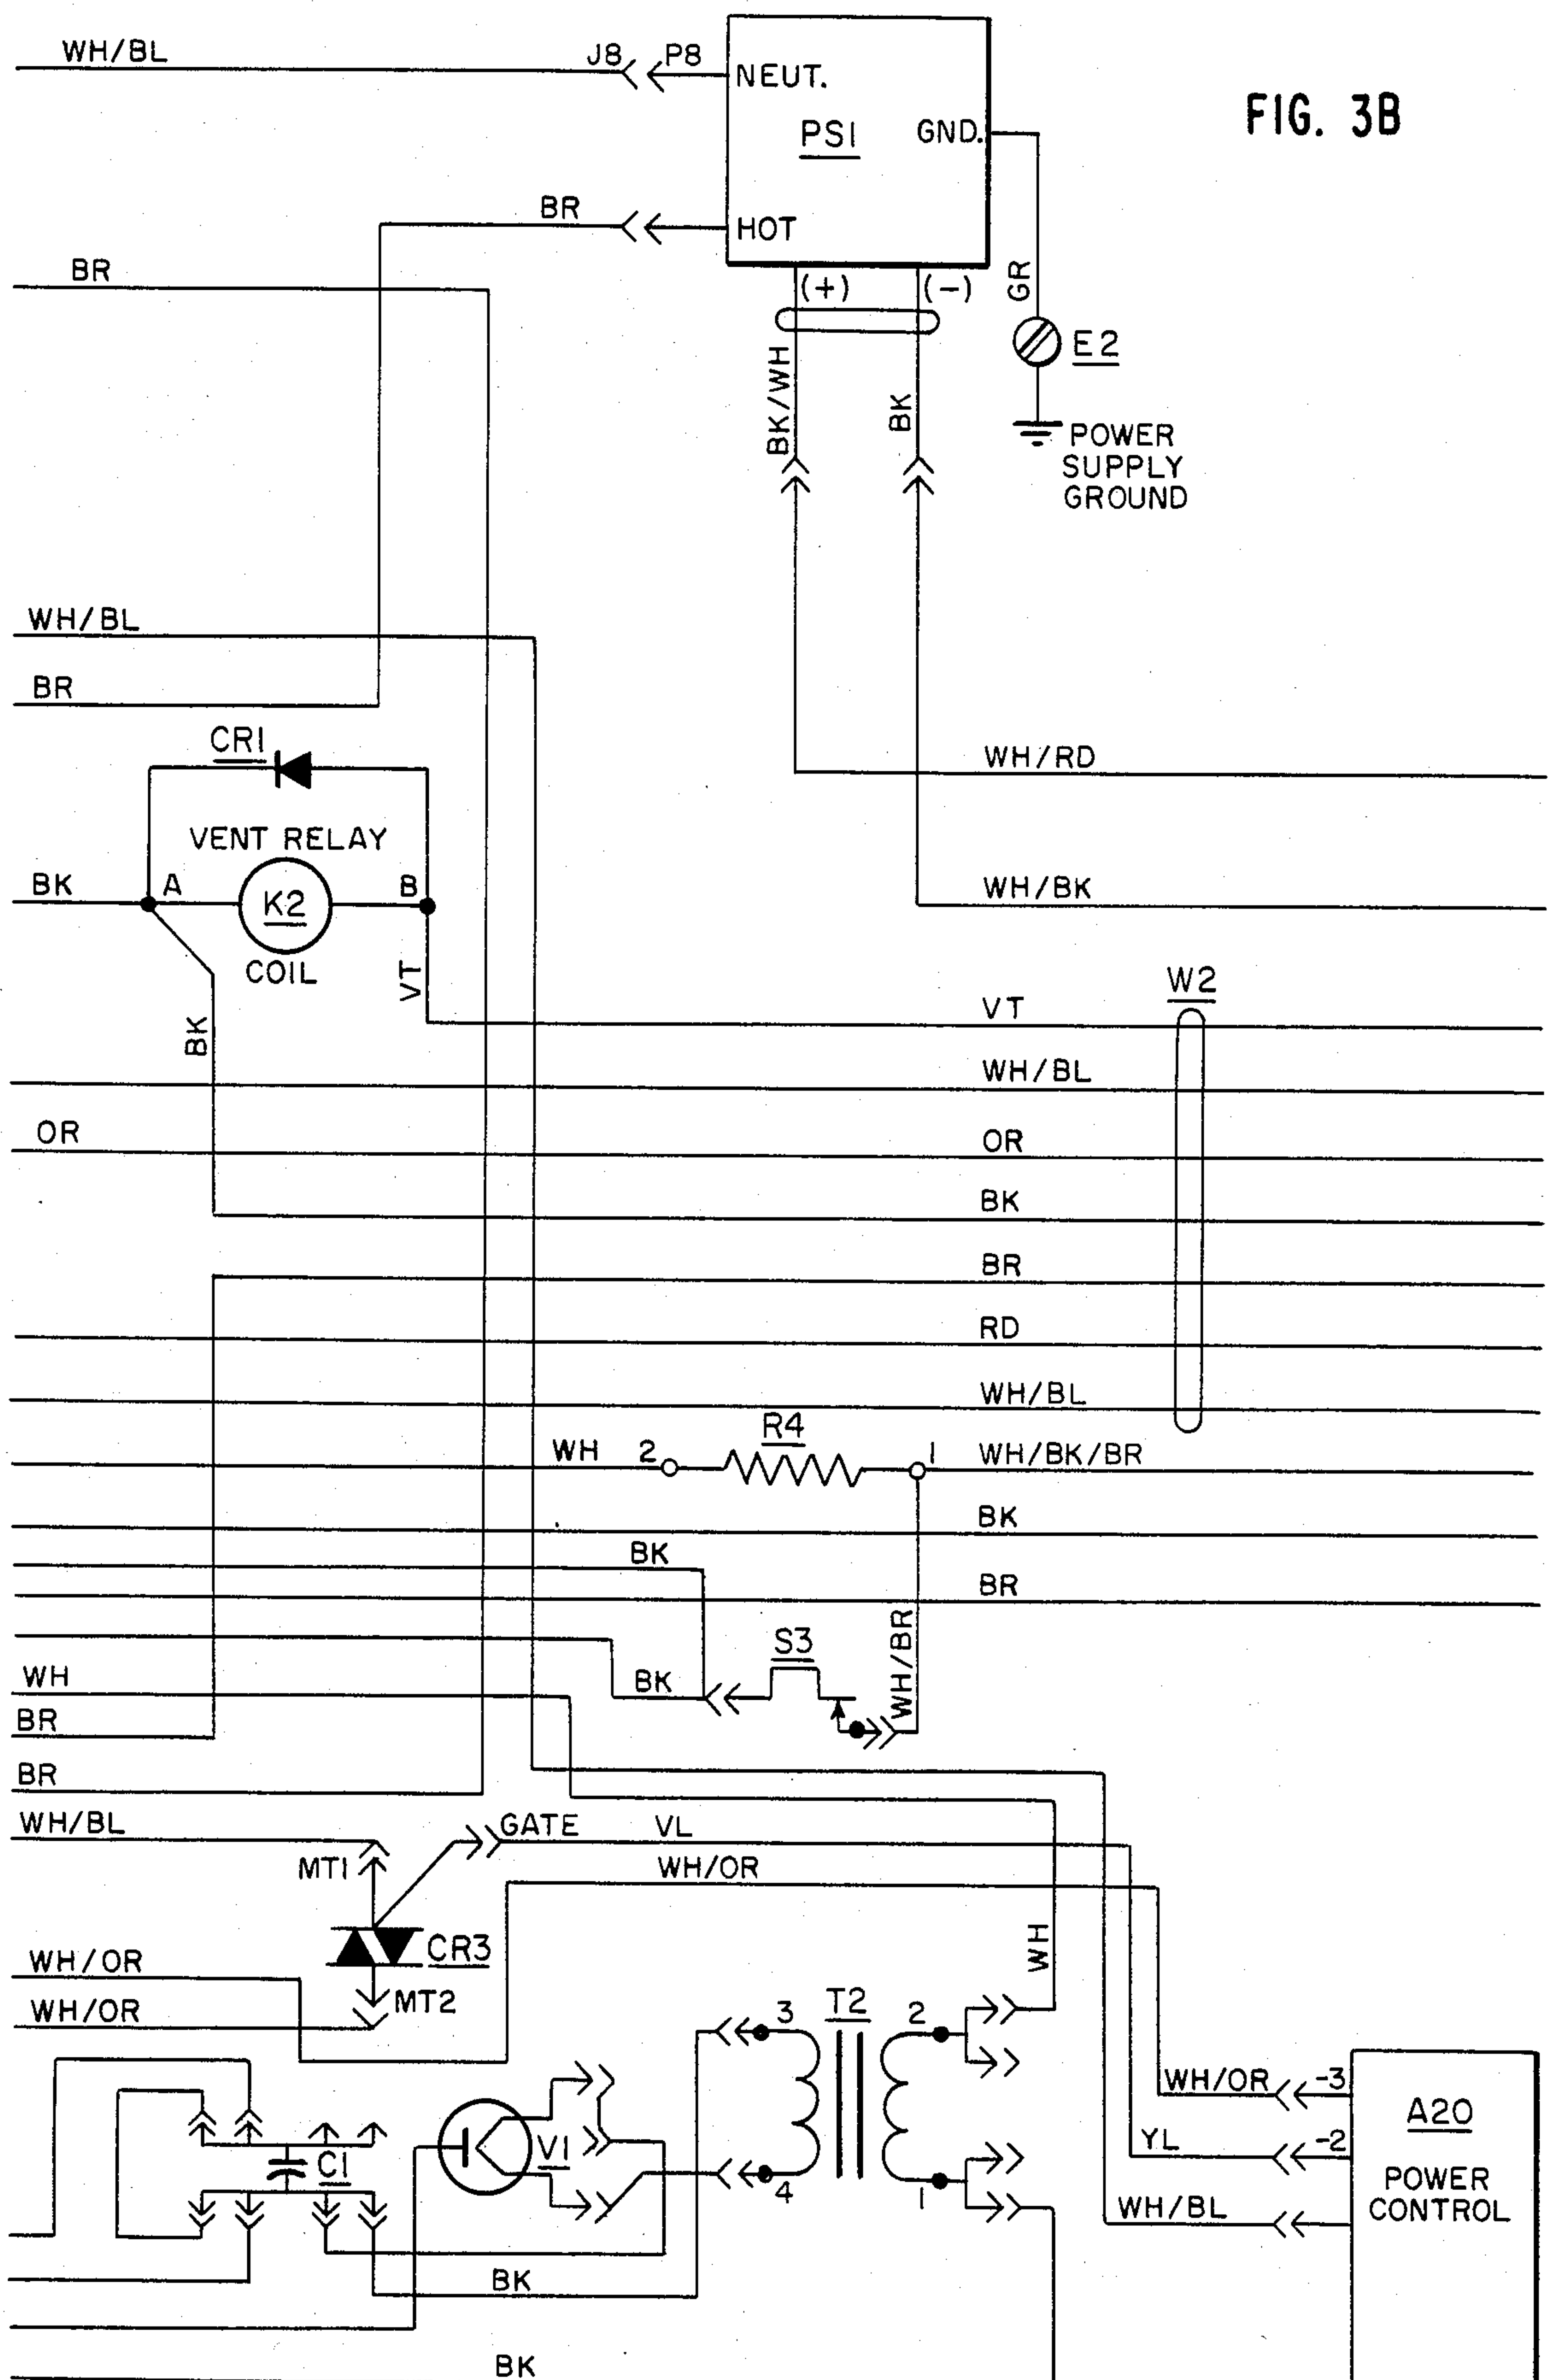 WH/BL
J8
P8
NEUT.
PS1
GND.
FIG. 3B
BR
HOT
BR
(+)
(-)
GR
E2
BK/WH
BK
POWER
SUPPLY
GROUND
WH/BL
BR
CR1
WH/RD
VENT RELAY
BK
A
K2
B
WH/BK
COIL
VT
W2
VT
BK
WH/BL
OR
OR
BK
BR
RD
WH/BL
R4
WH
2
1
WH/BK/BR
BK
BK
BR
WH/BR
S3
WH
BK
BR
BR
WH/BL
GATE
VL
MT1
WH/OR
WH
CR3
WH/OR
MT2
WH/OR
3
T2
2
WH/OR
-3
A20
V1
YL
-2
C1
4
1
POWER
CONTROL
WH/BL
BK
BK